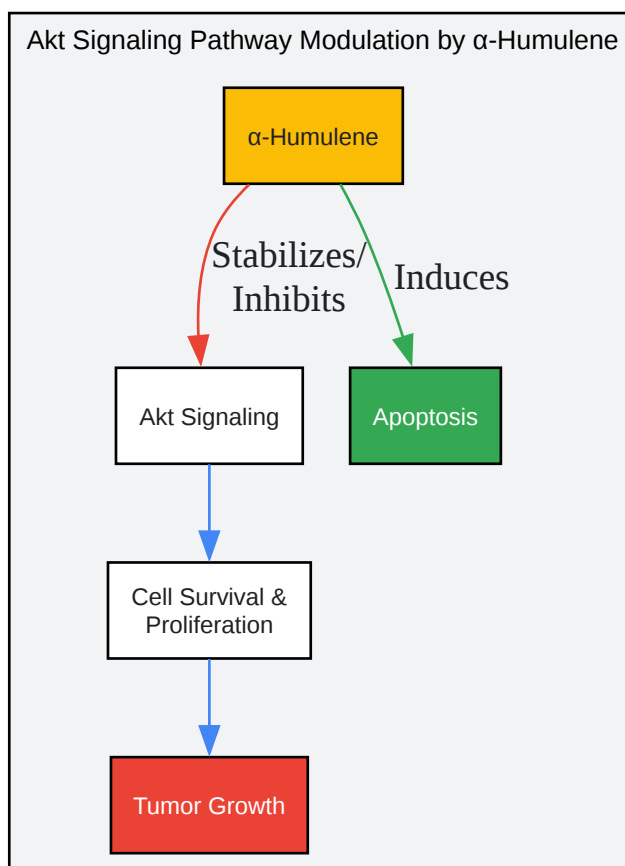 Akt Signaling Pathway Modulation by α-Humulene
α-Humulene
Stabilizes/
Inhibits
Induces
Akt Signaling
Apoptosis
Cell Survival &
Proliferation
Tumor Growth